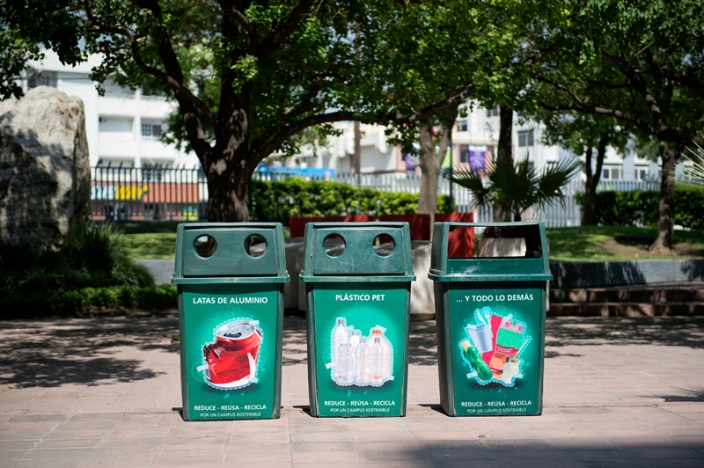 LATAS DE ALUMINIO
REDUCE - REÚSA - RECICLA
POR UN CAMPUS SOSTENIBLE
PLÁSTICO PET
REDUCE - REÚSA - RECICLA
POR UN CAMPUS SOSTENIBLE
... Y TODO LO DEMÁS
REDUCE - REÚSA - RECICLA
POR UN CAMPUS SOSTENIBLE